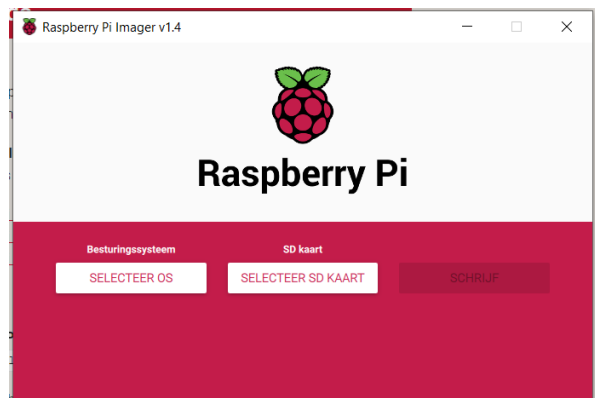 Raspberry Pi Imager v1.4
Raspberry Pi
Besturingssysteem
SD kaart
SELECTEER OS
SELECTEER SD KAART
SCHRIJF